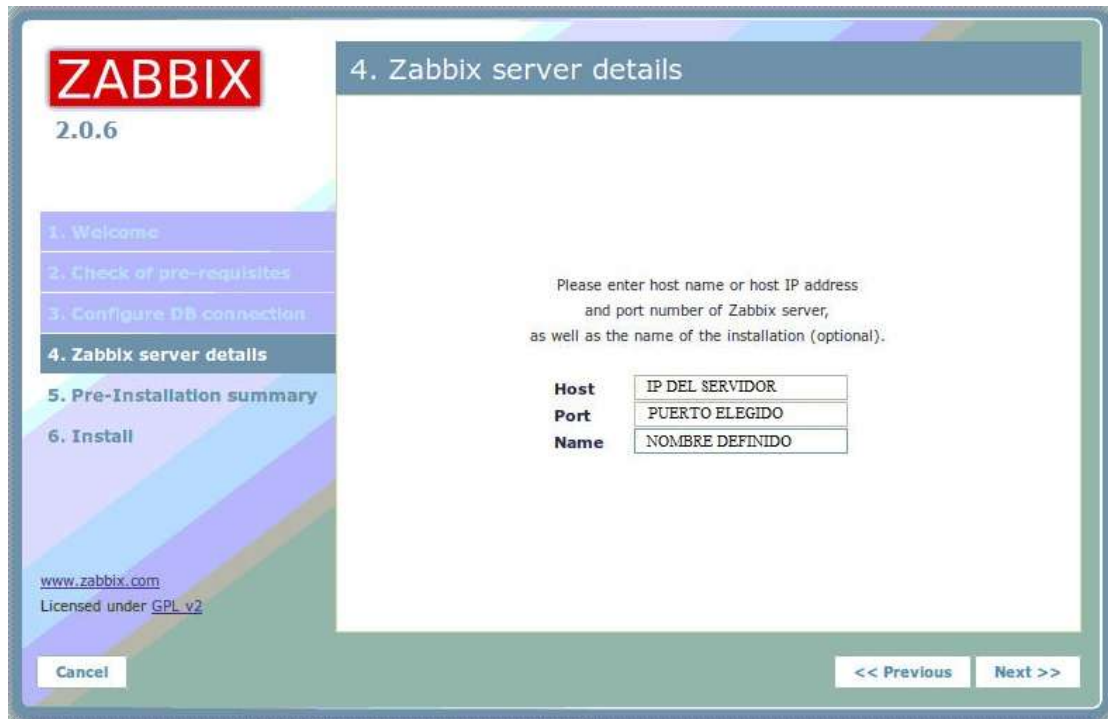 ZABBIX
2.0.6
1. Welcome
2. Check of pre-requisites
3. Configure DB connection
4. Zabbix server details
5. Pre-Installation summary
6. Install
www.zabbix.com
Licensed under GPL v2
4. Zabbix server details
Please enter host name or host IP address
and port number of Zabbix server,
as well as the name of the installation (optional).
Host IP DEL SERVIDOR
Port PUERTO ELEGIDO
Name NOMBRE DEFINIDO
Cancel
<< Previous
Next >>